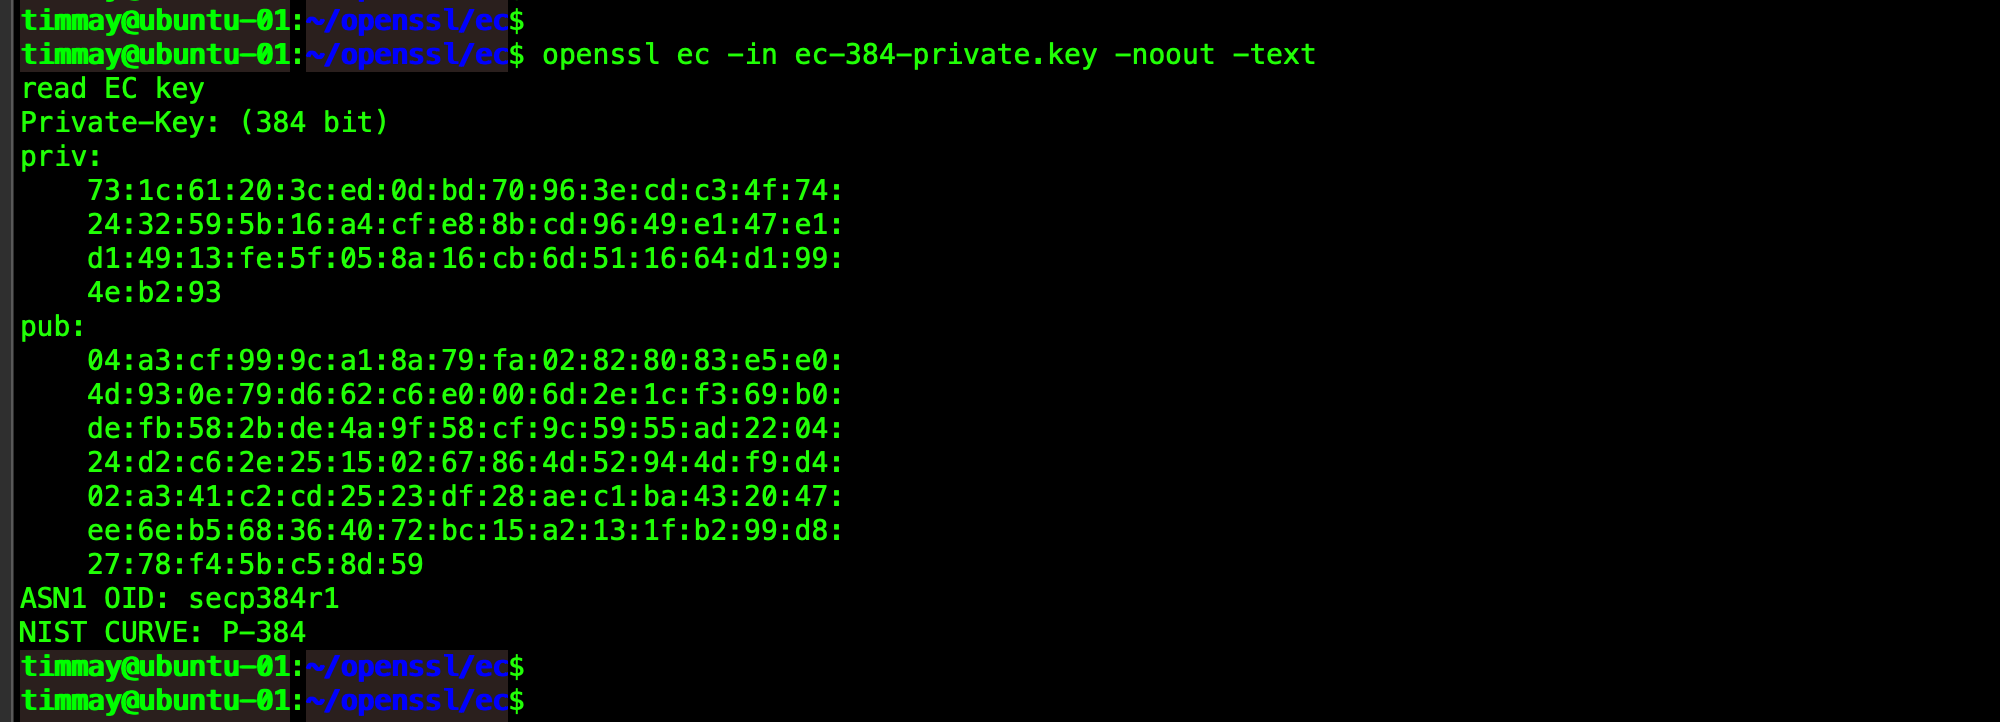 timmay@ubuntu-01:~/openssl/ec$
timmay@ubuntu-01:~/openssl/ec$ openssl ec -in ec-384-private.key -noout -text
read EC key
Private-Key: (384 bit)
priv:
    73:1c:61:20:3c:ed:0d:bd:70:96:3e:cd:c3:4f:74:
    24:32:59:5b:16:a4:cf:e8:8b:cd:96:49:e1:47:e1:
    d1:49:13:fe:5f:05:8a:16:cb:6d:51:16:64:d1:99:
    4e:b2:93
pub:
    04:a3:cf:99:9c:a1:8a:79:fa:02:82:80:83:e5:e0:
    4d:93:0e:79:d6:62:c6:e0:00:6d:2e:1c:f3:69:b0:
    de:fb:58:2b:de:4a:9f:58:cf:9c:59:55:ad:22:04:
    24:d2:c6:2e:25:15:02:67:86:4d:52:94:4d:f9:d4:
    02:a3:41:c2:cd:25:23:df:28:ae:c1:ba:43:20:47:
    ee:6e:b5:68:36:40:72:bc:15:a2:13:1f:b2:99:d8:
    27:78:f4:5b:c5:8d:59
ASN1 OID: secp384r1
NIST CURVE: P-384
timmay@ubuntu-01:~/openssl/ec$
timmay@ubuntu-01:~/openssl/ec$